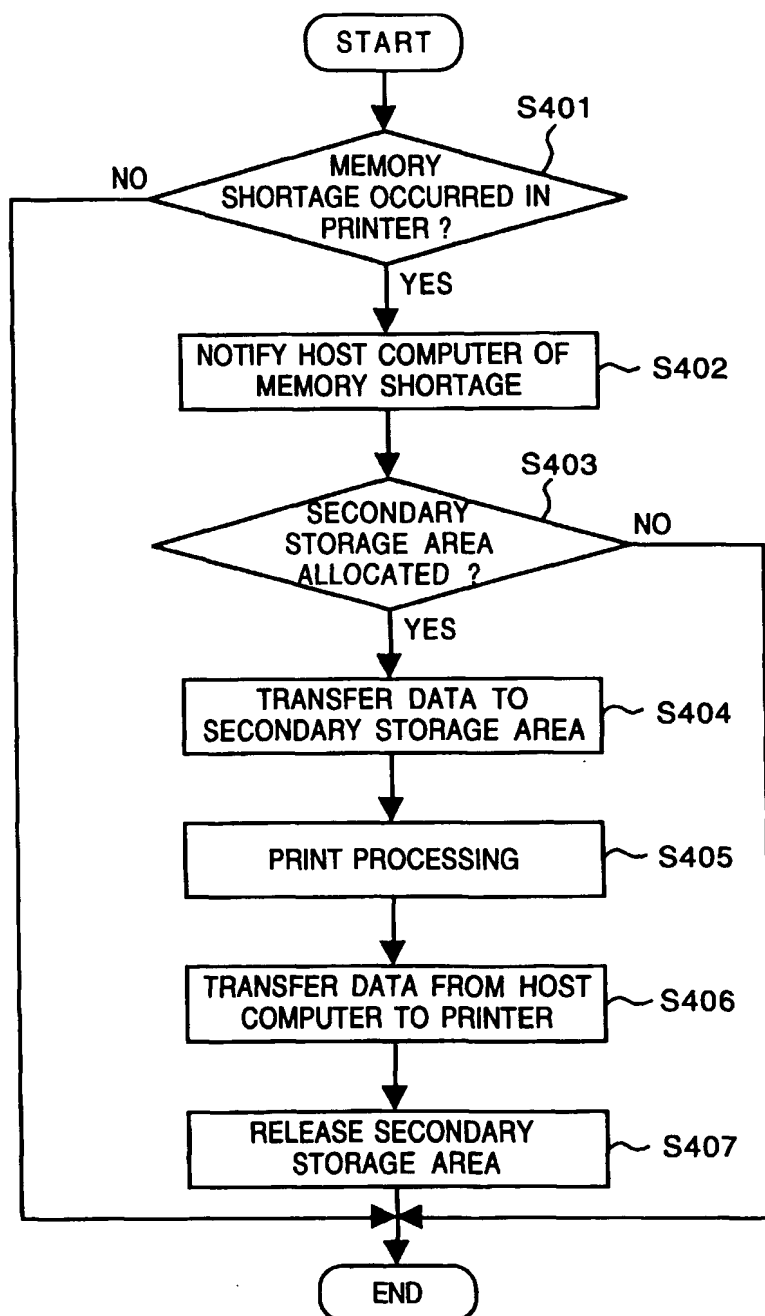 START
S401
NO
MEMORY
SHORTAGE OCCURRED IN
PRINTER ?
YES
NOTIFY HOST COMPUTER OF
MEMORY SHORTAGE
S402
S403
SECONDARY
STORAGE AREA
ALLOCATED ?
NO
YES
TRANSFER DATA TO
SECONDARY STORAGE AREA
S404
PRINT PROCESSING
S405
TRANSFER DATA FROM HOST
COMPUTER TO PRINTER
S406
RELEASE SECONDARY
STORAGE AREA
S407
END